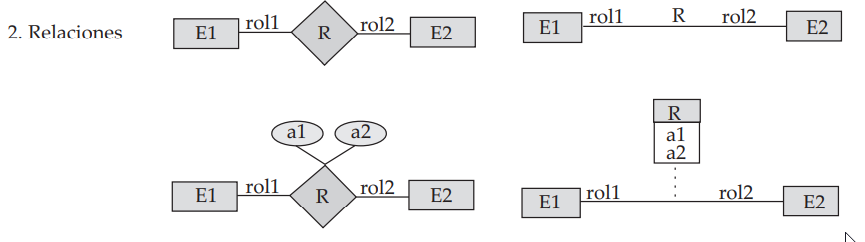 2. Relaciones
E1 rol1 R rol2 E2
E1 rol1 R rol2 E2
a1 a2
E1 rol1 R rol2 E2
R
a1
a2
E1 rol1 rol2 E2